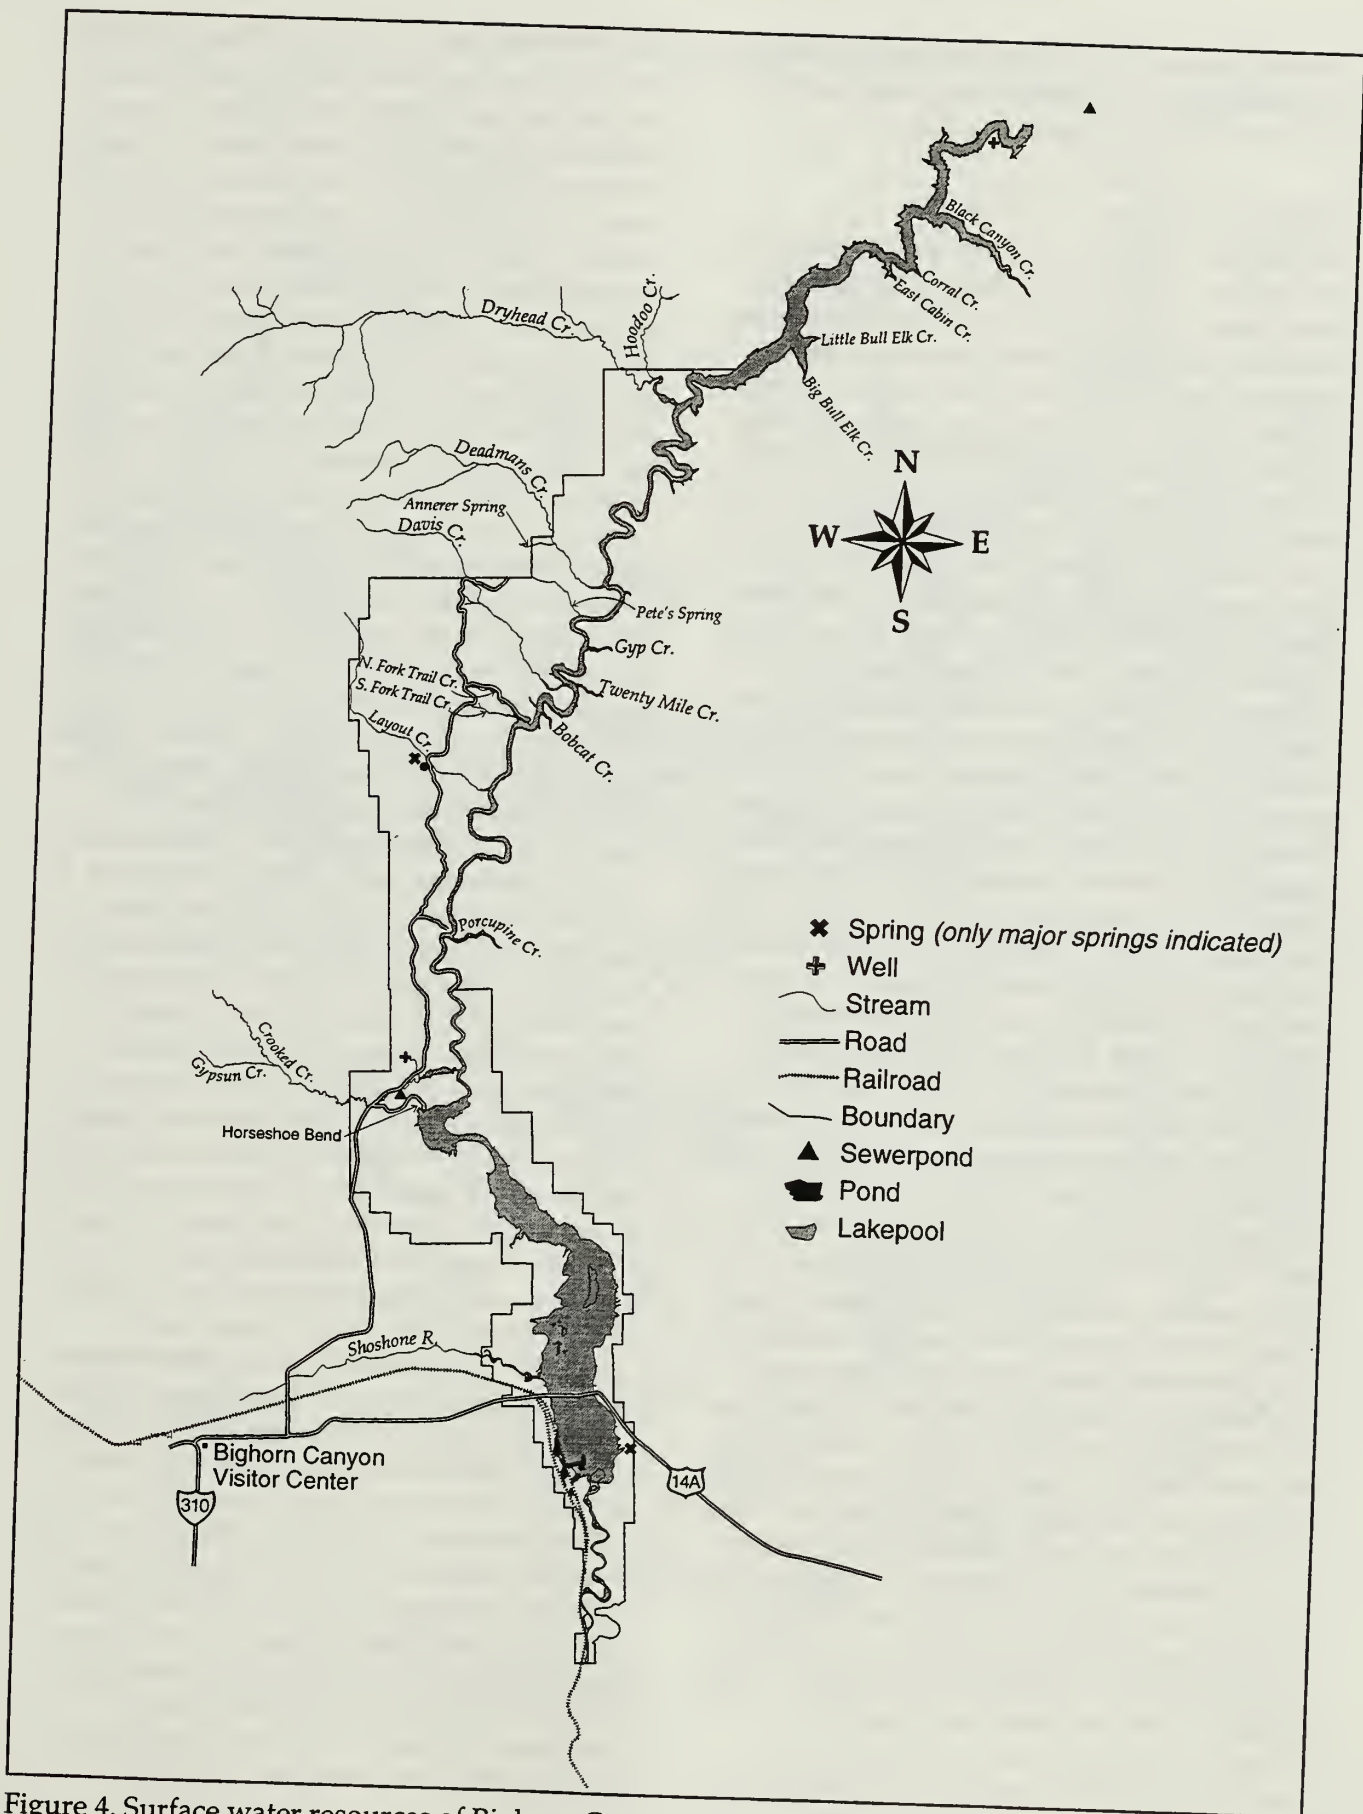 Black Canyon Cr.
Corral Cr.
East Cabin Cr.
Hoodoo Cr.
Dryhead Cr.
Little Bull Elk Cr.
Big Bull Elk Cr.
Deadmans Cr.
N
Annerer Spring
Davis Cr.
W
E
S
Pete's Spring
Gyp Cr.
N. Fork Trail Cr.
S. Fork Trail Cr.
Twenty Mile Cr.
Layout Cr.
Bobcat Cr.
Porcupine Cr.
Spring (only major springs indicated)
Well
Stream
Road
Railroad
Boundary
Sewerpond
Pond
Lakepool
Crooked Cr.
Gypsun Cr.
Horseshoe Bend
Shoshone R.
Bighorn Canyon
Visitor Center
310
14A
Figure 4. Surface water resources of